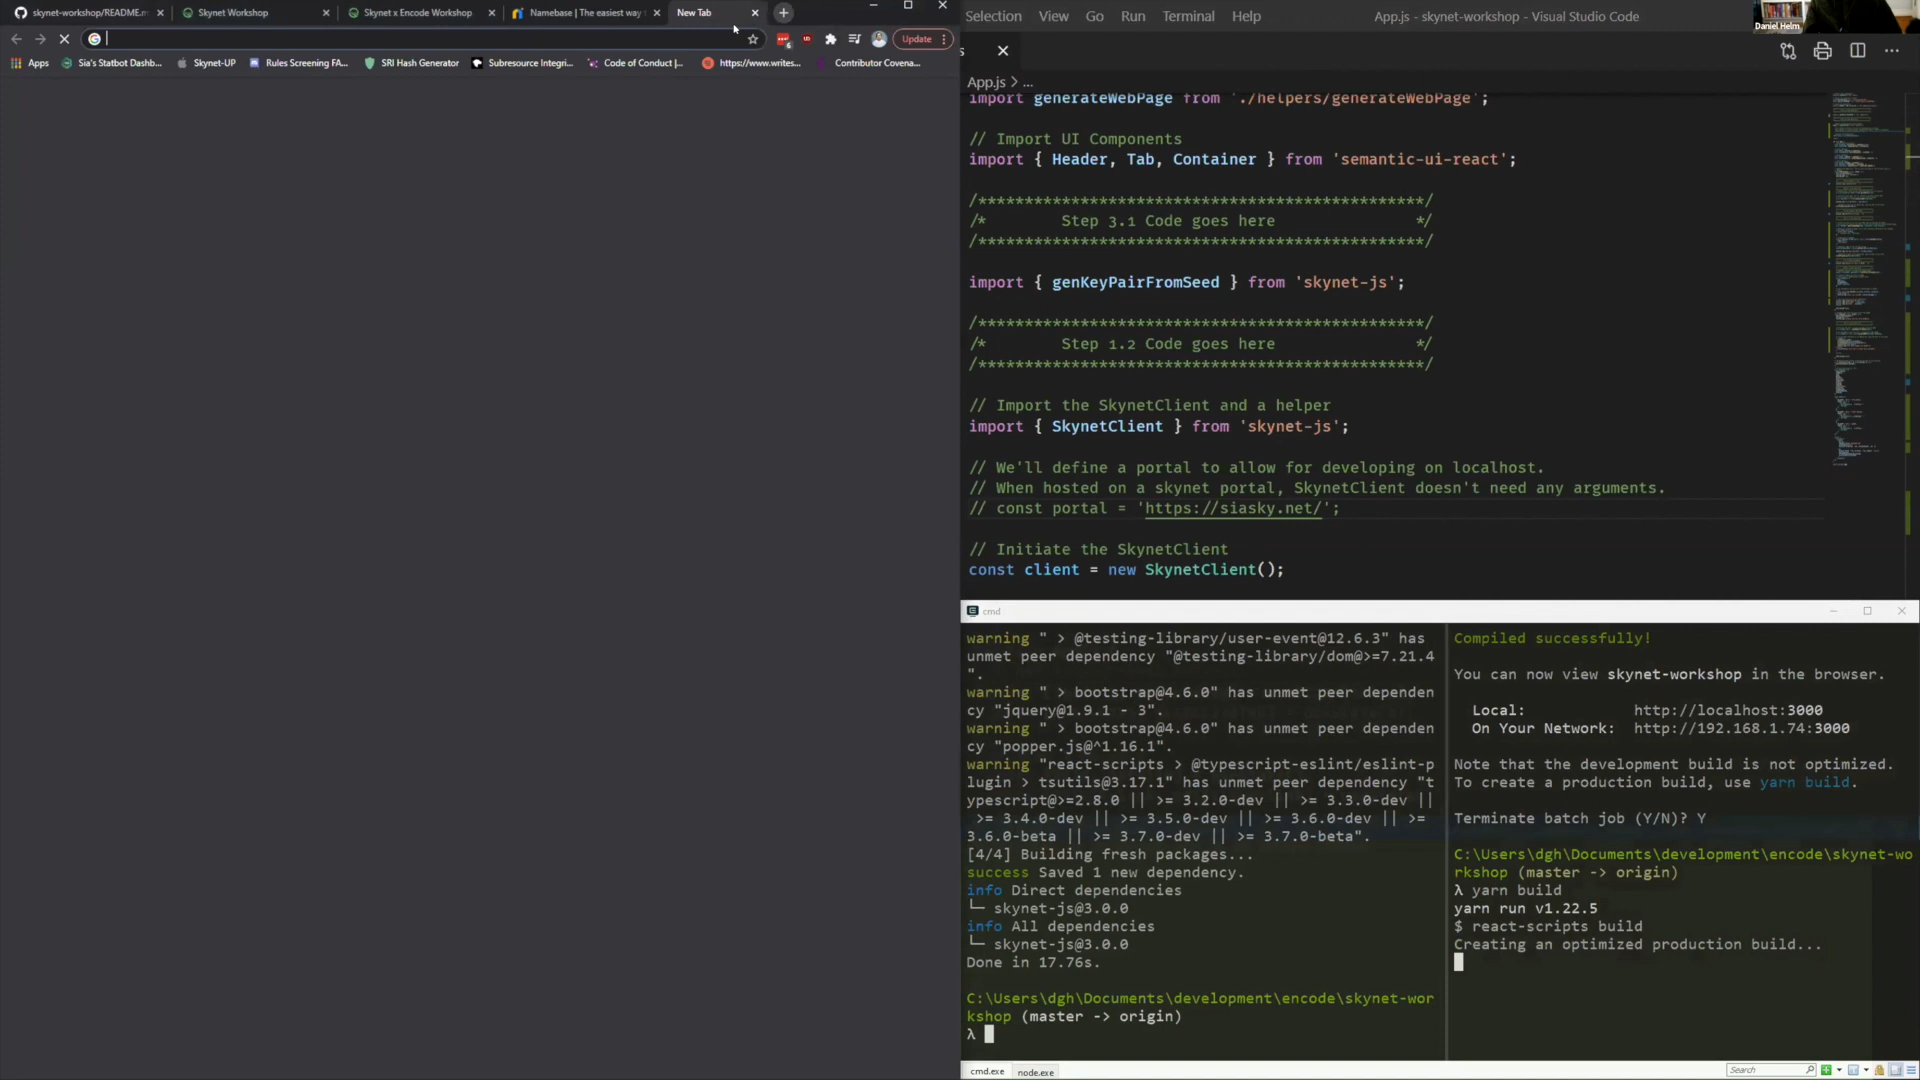 skynet-workshop/README.m
Skynet Workshop
Skynet x Encode Workshop
Namebase | The easiest way
New Tab
Update
Apps
Sia's Statbot Dashb...
Skynet-UP
Rules Screening FA...
SRI Hash Generator
Subresource Integri...
Code of Conduct |...
https://www.writes...
Contributor Covena...
Selection View Go Run Terminal Help
App.js - skynet-workshop - Visual Studio Code
Daniel Helm
App.js > ...
import generateWebPage from './helpers/generateWebPage';
// Import UI Components
import { Header, Tab, Container } from 'semantic-ui-react';
/*************************************************/
/* Step 3.1 Code goes here */
/*************************************************/
import { genKeyPairFromSeed } from 'skynet-js';
/*************************************************/
/* Step 1.2 Code goes here */
/*************************************************/
// Import the SkynetClient and a helper
import { SkynetClient } from 'skynet-js';
// We'll define a portal to allow for developing on localhost.
// When hosted on a skynet portal, SkynetClient doesn't need any arguments.
// const portal = 'https://siasky.net/';
// Initiate the SkynetClient
const client = new SkynetClient();
cmd
warning " > @testing-library/user-event@12.6.3" has
unmet peer dependency "@testing-library/dom@>=7.21.4
".
warning " > bootstrap@4.6.0" has unmet peer dependen
cy "jquery@1.9.1 - 3".
warning " > bootstrap@4.6.0" has unmet peer dependen
cy "popper.js@^1.16.1".
warning "react-scripts > @typescript-eslint/eslint-p
lugin > tsutils@3.17.1" has unmet peer dependency "t
ypescript@>=2.8.0 || >= 3.2.0-dev || >= 3.3.0-dev ||
 >= 3.4.0-dev || >= 3.5.0-dev || >= 3.6.0-dev || >=
3.6.0-beta || >= 3.7.0-dev || >= 3.7.0-beta".
[4/4] Building fresh packages...
success Saved 1 new dependency.
info Direct dependencies
└─ skynet-js@3.0.0
info All dependencies
└─ skynet-js@3.0.0
Done in 17.76s.
C:\Users\dgh\Documents\development\encode\skynet-wor
kshop (master -> origin)
λ
Compiled successfully!
You can now view skynet-workshop in the browser.
Local: http://localhost:3000
On Your Network: http://192.168.1.74:3000
Note that the development build is not optimized.
To create a production build, use yarn build.
Terminate batch job (Y/N)? Y
C:\Users\dgh\Documents\development\encode\skynet-wo
rkshop (master -> origin)
λ yarn build
yarn run v1.22.5
$ react-scripts build
Creating an optimized production build...
cmd.exe
node.exe
Search